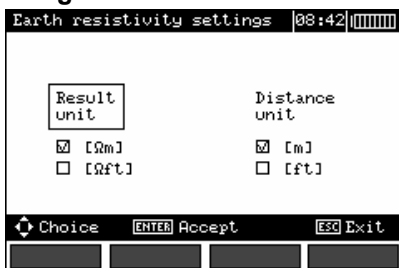 Earth resistivity settings 08:42
Result Distance
unit unit
☑ [Ωm] ☑ [m]
☐ [Ωft] ☐ [ft]
Choice ENTER Accept ESC Exit